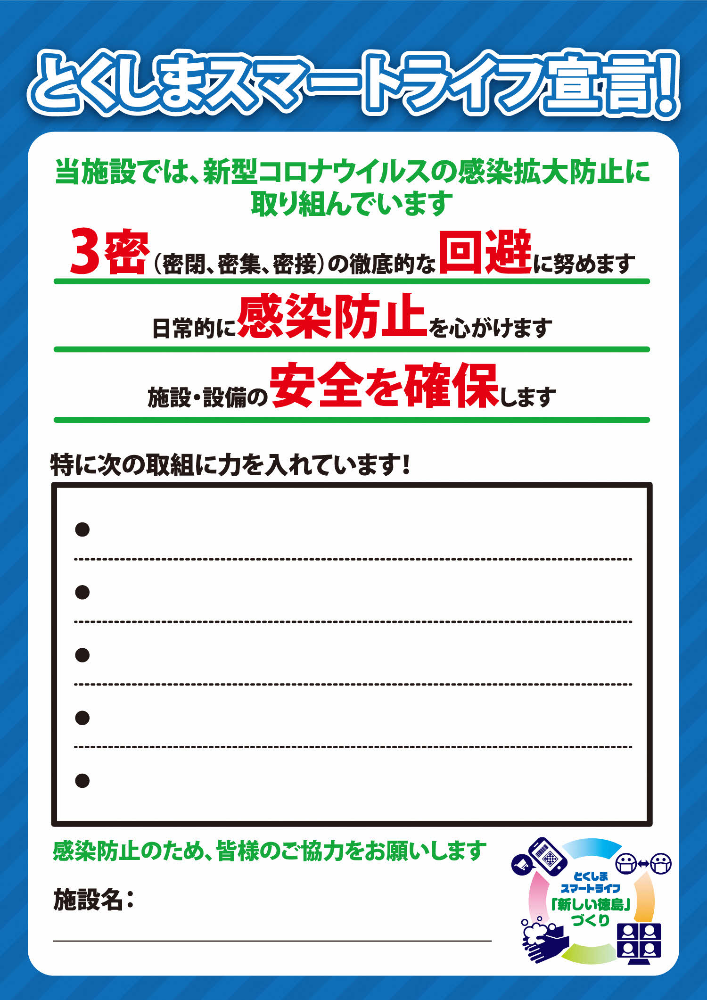 とくしまスマートライフ宣言!
当施設では、新型コロナウイルスの感染拡大防止に
取り組んでいます
3密（密閉、密集、密接）の徹底的な回避に努めます
日常的に感染防止を心がけます
施設・設備の安全を確保します
特に次の取組に力を入れています!
●
●
●
●
●
感染防止のため、皆様のご協力をお願いします
施設名：
とくしま
スマートライフ
「新しい徳島」
づくり